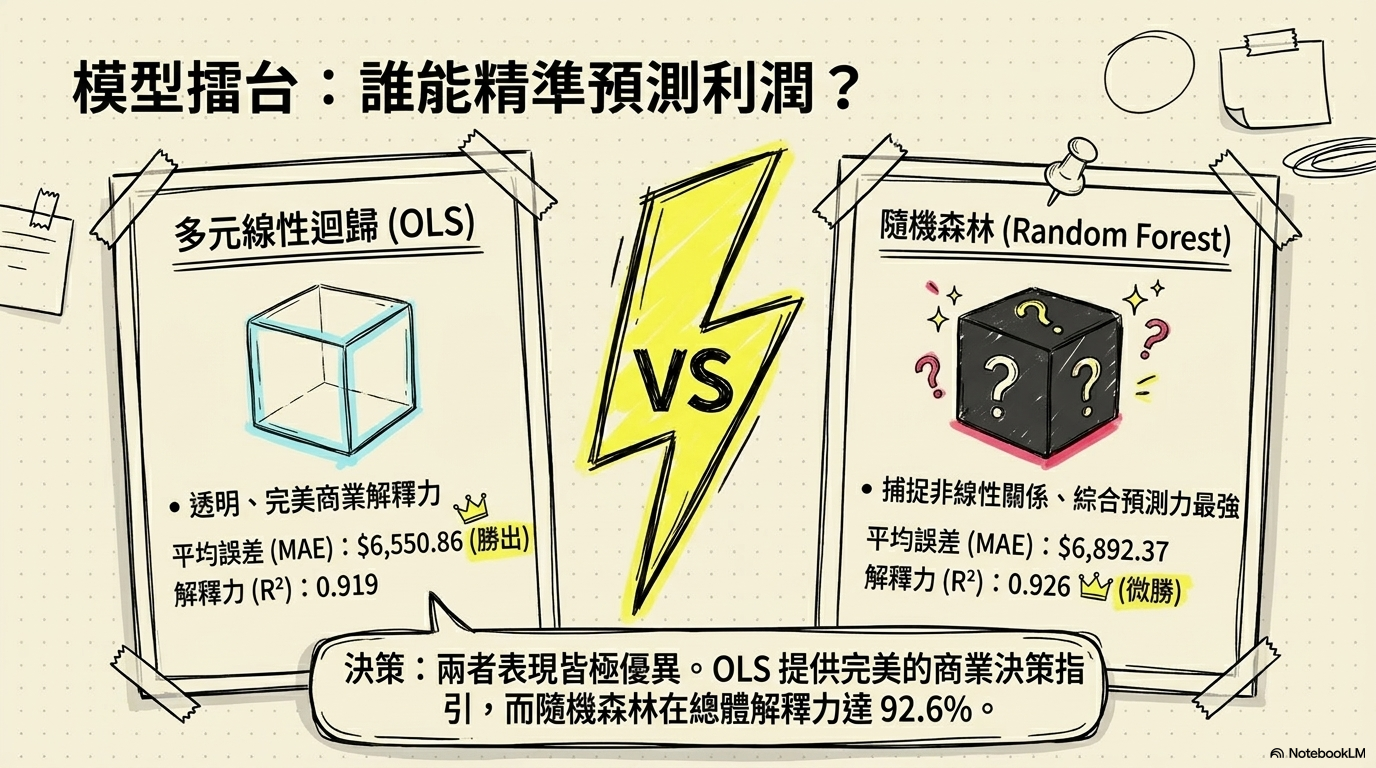 模型擂台：誰能精準預測利潤？
多元線性迴歸 (OLS)
• 透明、完美商業解釋力
平均誤差 (MAE)：$6,550.86 (勝出)
解釋力 (R²)：0.919
VS
隨機森林 (Random Forest)
? ? ?
? ?
• 捕捉非線性關係、綜合預測力最強
平均誤差 (MAE)：$6,892.37
解釋力 (R²)：0.926 (微勝)
決策：兩者表現皆極優異。OLS 提供完美的商業決策指
引，而隨機森林在總體解釋力達 92.6%。
NotebookLM